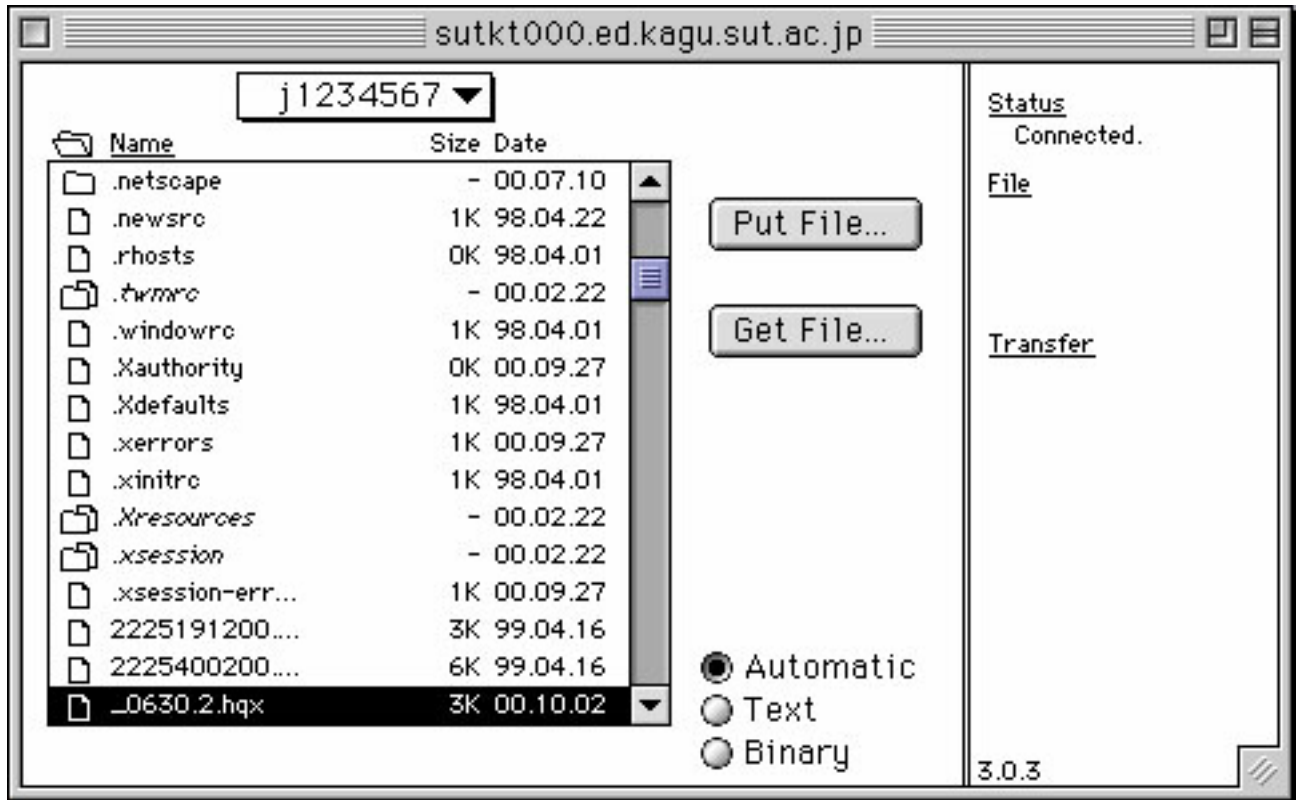 sutkt000.ed.kagu.sut.ac.jp
j1234567
Name Size Date
.netscape - 00.07.10
.newsrc 1K 98.04.22
.rhosts 0K 98.04.01
.twmrc - 00.02.22
.windowrc 1K 98.04.01
.Xauthority 0K 00.09.27
.Xdefaults 1K 98.04.01
.xerrors 1K 00.09.27
.xinitrc 1K 98.04.01
.Xresources - 00.02.22
.xsession - 00.02.22
.xsession-err... 1K 00.09.27
2225191200.... 3K 99.04.16
2225400200.... 6K 99.04.16
_0630.2.hqx 3K 00.10.02
Put File...
Get File...
Automatic
Text
Binary
Status
Connected.
File
Transfer
3.0.3